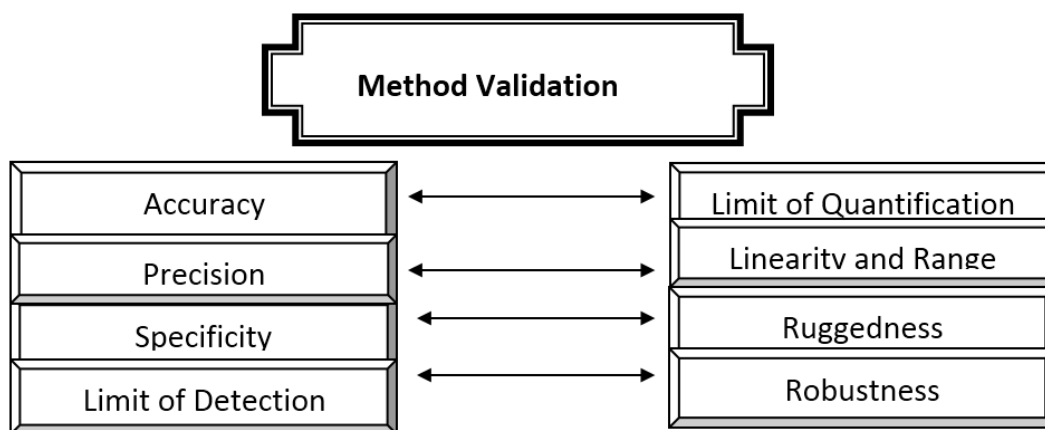 Method Validation
Accuracy
Limit of Quantification
Precision
Linearity and Range
Specificity
Ruggedness
Limit of Detection
Robustness